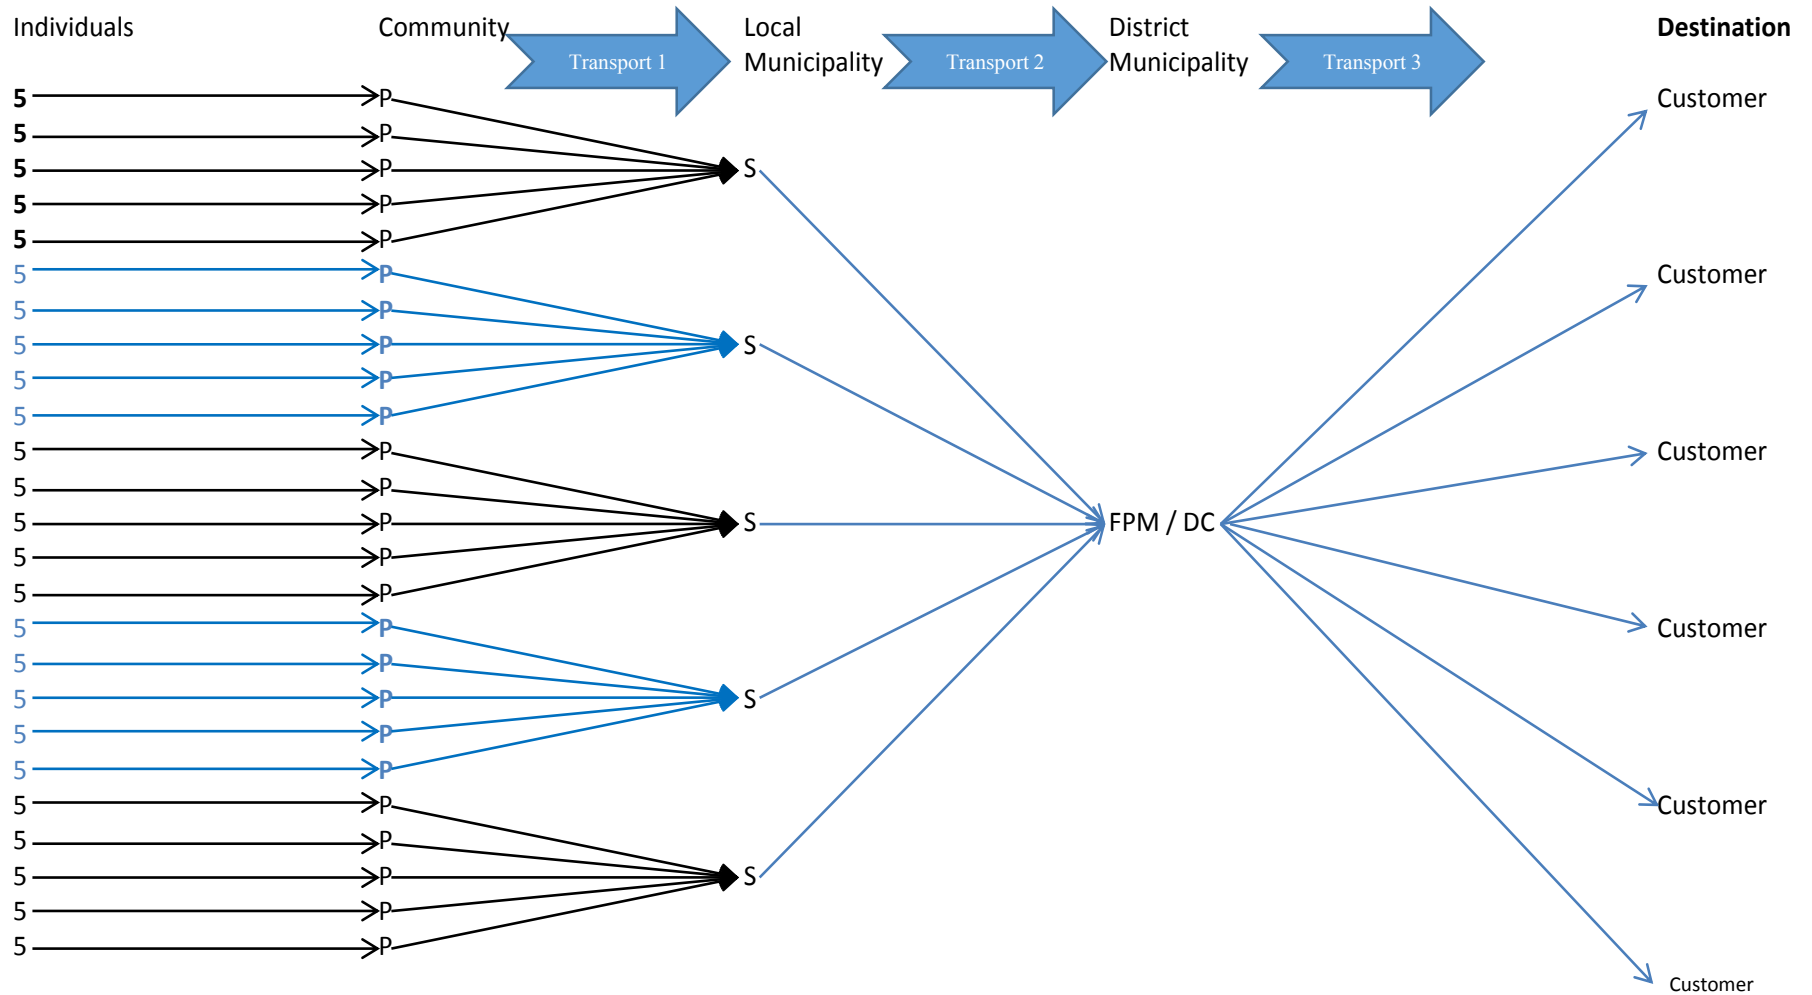 Individuals Community Transport 1 Local Municipality Transport 2 District Municipality Transport 3 Destination
5 P Customer
5 P
5 P S
5 P
5 P
5 P Customer
5 P
5 P S
5 P
5 P
5 P Customer
5 P
5 P S FPM / DC
5 P
5 P
5 P Customer
5 P
5 P S
5 P
5 P
5 P Customer
5 P
5 P S
5 P
5 P
Customer